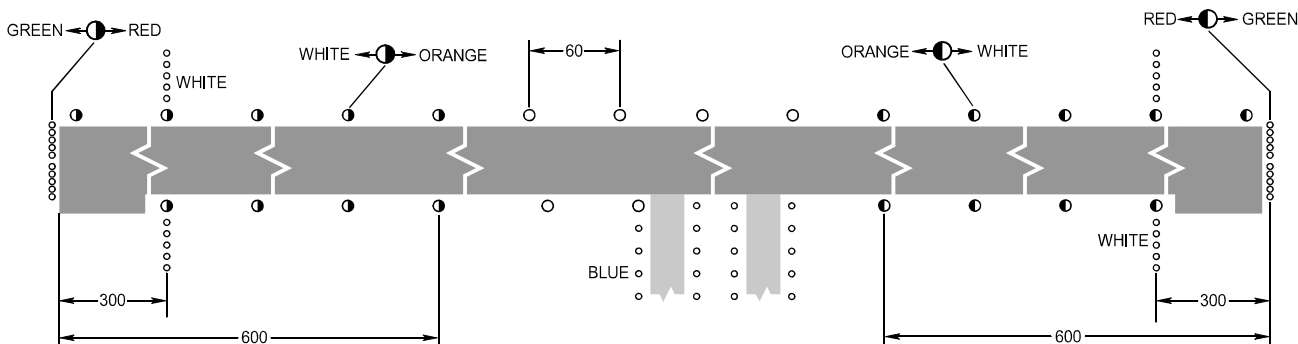 GREEN RED
WHITE
WHITE ORANGE
60
ORANGE WHITE
RED GREEN
BLUE
WHITE
300
300
600
600